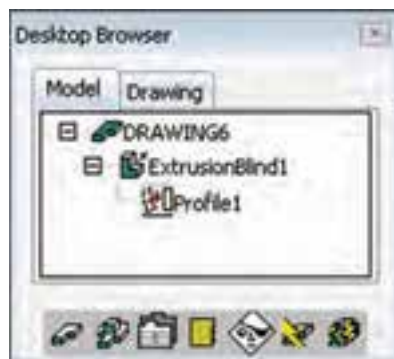 Desktop Browser
Model Drawing
DRAWING6
ExtrusionBlind1
Profile1